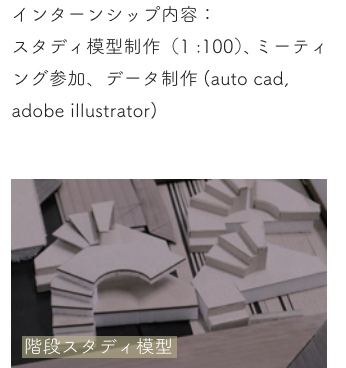 インターンシップ内容：
スタディ模型制作（1 :100)、ミーティ
ング参加、データ制作 (auto cad,
adobe illustrator)
階段スタディ模型